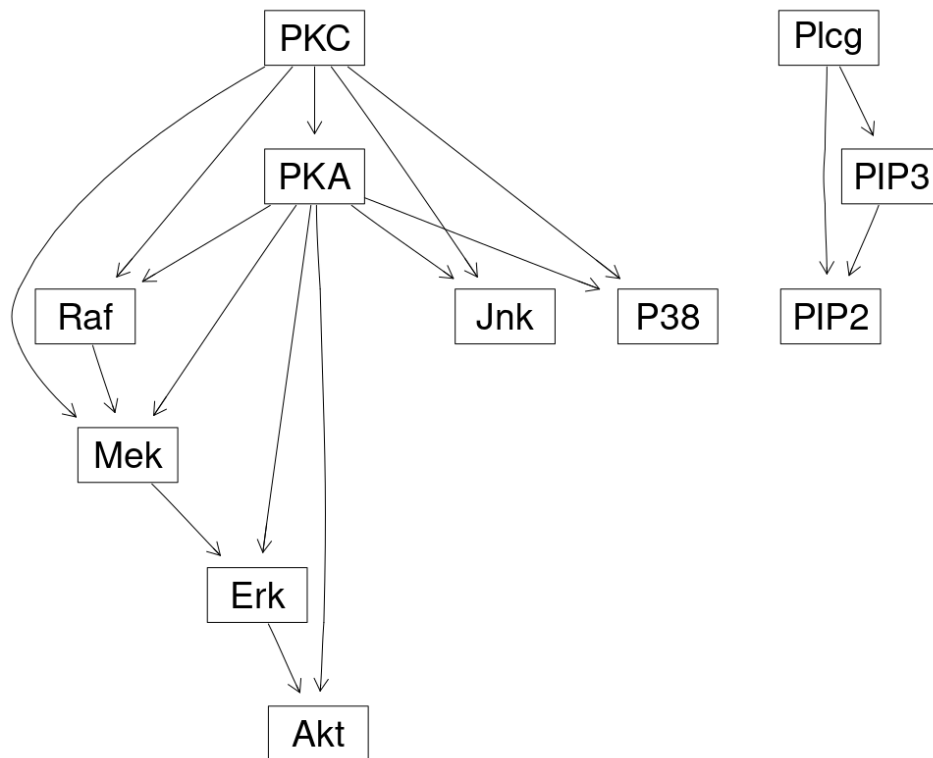 PKC
Plcg
PKA
PIP3
Raf
Jnk
P38
PIP2
Mek
Erk
Akt